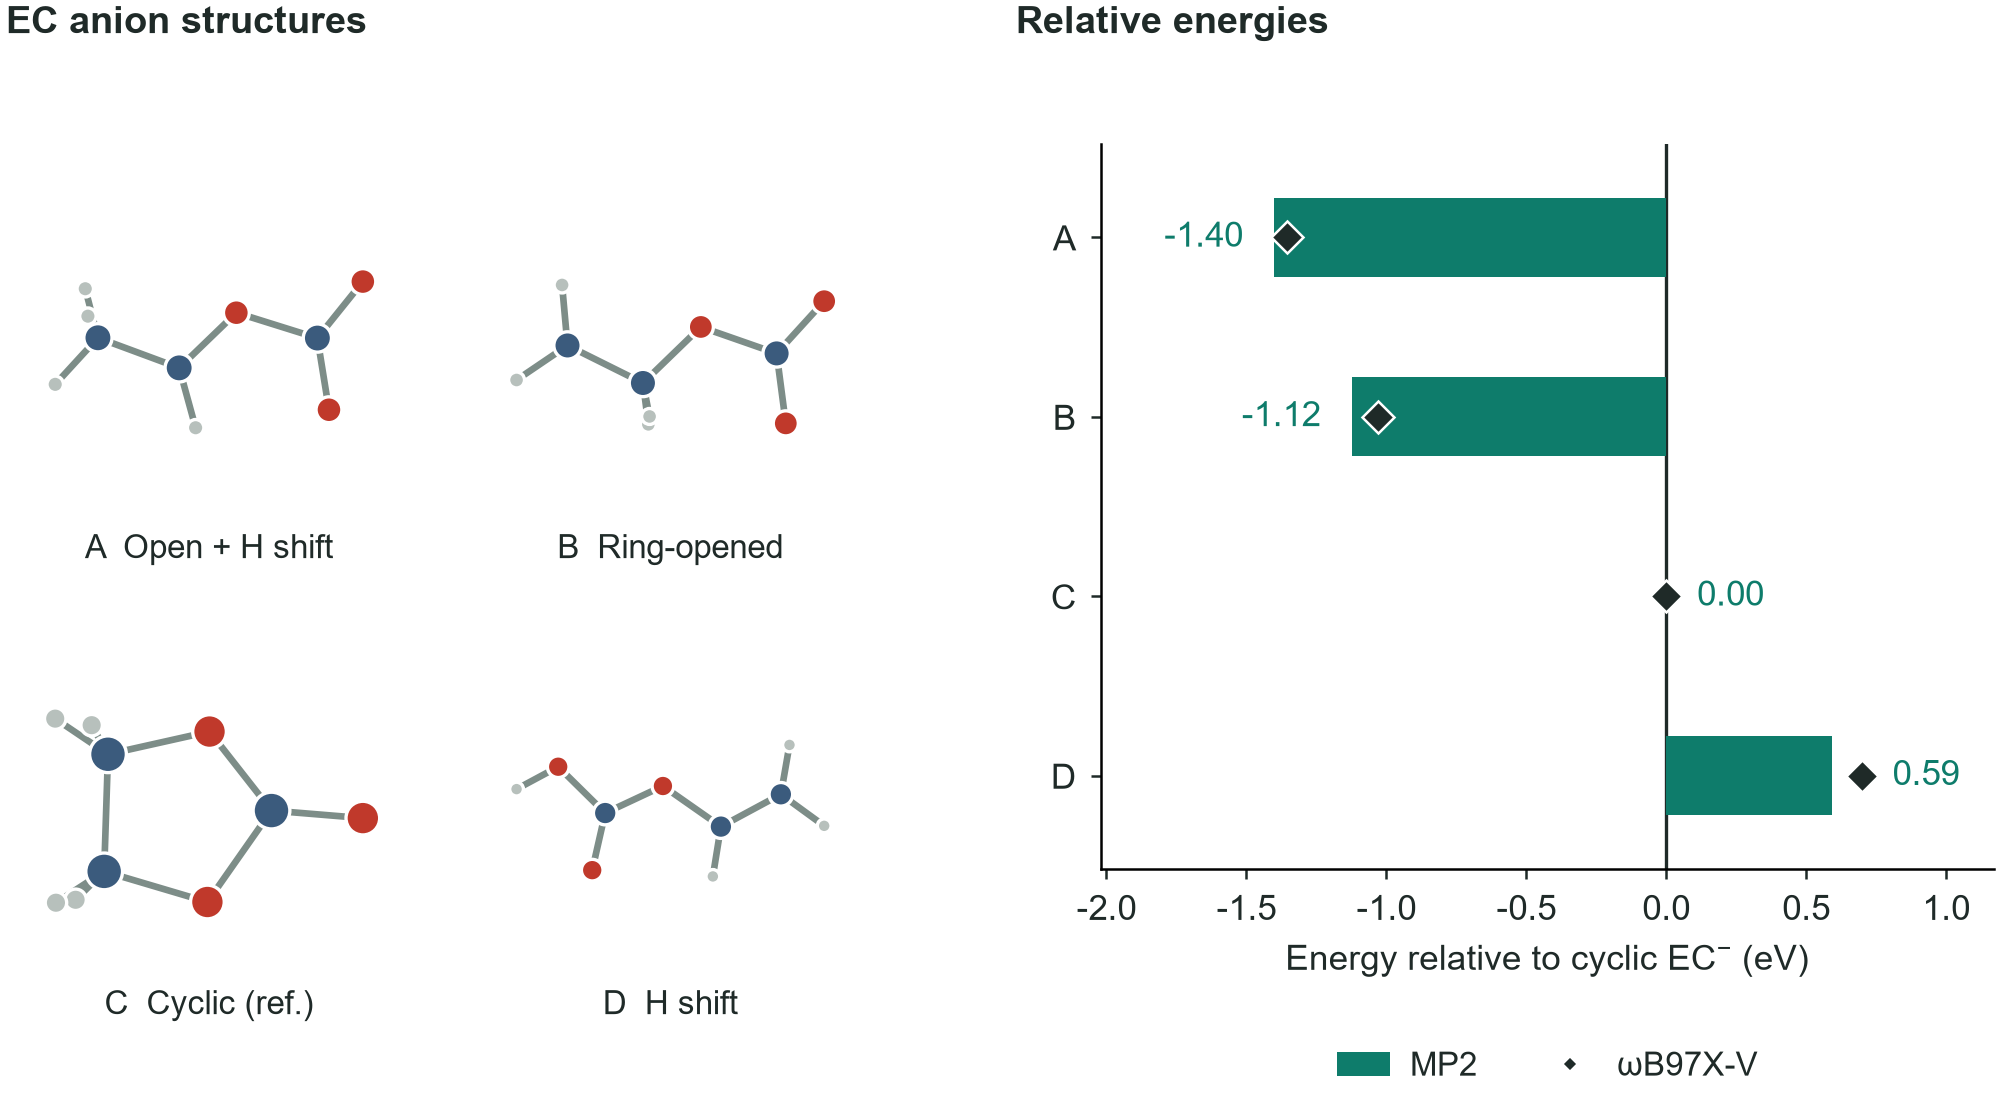 EC anion structures
A  Open + H shift
B  Ring-opened
C  Cyclic (ref.)
D  H shift
Relative energies
A
-1.40
B
-1.12
C
0.00
D
0.59
-2.0 -1.5 -1.0 -0.5 0.0 0.5 1.0
Energy relative to cyclic EC⁻ (eV)
MP2
ωB97X-V